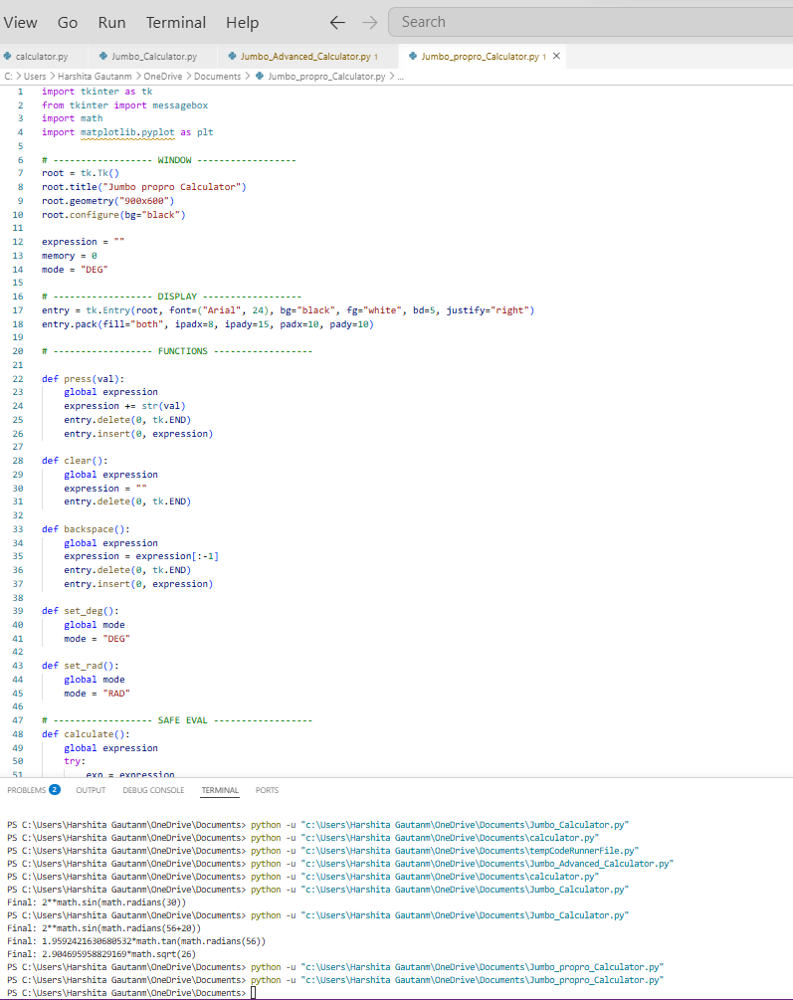 View Go Run Terminal Help ← → Search
calculator.py Jumbo_Calculator.py Jumbo_Advanced_Calculator.py 1 Jumbo_propro_Calculator.py 1 ×
C: > Users > Harshita Gautanm > OneDrive > Documents > Jumbo_propro_Calculator.py > ...
1 import tkinter as tk
2 from tkinter import messagebox
3 import math
4 import matplotlib.pyplot as plt
5
6 # ------------------ WINDOW ------------------
7 root = tk.Tk()
8 root.title("Jumbo propro Calculator")
9 root.geometry("900x600")
10 root.configure(bg="black")
11
12 expression = ""
13 memory = 0
14 mode = "DEG"
15
16 # ------------------ DISPLAY ------------------
17 entry = tk.Entry(root, font=("Arial", 24), bg="black", fg="white", bd=5, justify="right")
18 entry.pack(fill="both", ipadx=8, ipady=15, padx=10, pady=10)
19
20 # ------------------ FUNCTIONS ------------------
21
22 def press(val):
23     global expression
24     expression += str(val)
25     entry.delete(0, tk.END)
26     entry.insert(0, expression)
27
28 def clear():
29     global expression
30     expression = ""
31     entry.delete(0, tk.END)
32
33 def backspace():
34     global expression
35     expression = expression[:-1]
36     entry.delete(0, tk.END)
37     entry.insert(0, expression)
38
39 def set_deg():
40     global mode
41     mode = "DEG"
42
43 def set_rad():
44     global mode
45     mode = "RAD"
46
47 # ------------------ SAFE EVAL ------------------
48 def calculate():
49     global expression
50     try:
51         exp = expression
PROBLEMS 2 OUTPUT DEBUG CONSOLE TERMINAL PORTS
PS C:\Users\Harshita Gautanm\OneDrive\Documents> python -u "c:\Users\Harshita Gautanm\OneDrive\Documents\Jumbo_Calculator.py"
PS C:\Users\Harshita Gautanm\OneDrive\Documents> python -u "c:\Users\Harshita Gautanm\OneDrive\Documents\calculator.py"
PS C:\Users\Harshita Gautanm\OneDrive\Documents> python -u "c:\Users\Harshita Gautanm\OneDrive\Documents\tempCodeRunnerFile.py"
PS C:\Users\Harshita Gautanm\OneDrive\Documents> python -u "c:\Users\Harshita Gautanm\OneDrive\Documents\Jumbo_Advanced_Calculator.py"
PS C:\Users\Harshita Gautanm\OneDrive\Documents> python -u "c:\Users\Harshita Gautanm\OneDrive\Documents\calculator.py"
PS C:\Users\Harshita Gautanm\OneDrive\Documents> python -u "c:\Users\Harshita Gautanm\OneDrive\Documents\Jumbo_Calculator.py"
Final: 2**math.sin(math.radians(30))
PS C:\Users\Harshita Gautanm\OneDrive\Documents> python -u "c:\Users\Harshita Gautanm\OneDrive\Documents\Jumbo_Calculator.py"
Final: 2**math.sin(math.radians(56+20))
Final: 1.9592421630680532*math.tan(math.radians(56))
Final: 2.904695958829169*math.sqrt(26)
PS C:\Users\Harshita Gautanm\OneDrive\Documents> python -u "c:\Users\Harshita Gautanm\OneDrive\Documents\Jumbo_propro_Calculator.py"
PS C:\Users\Harshita Gautanm\OneDrive\Documents> python -u "c:\Users\Harshita Gautanm\OneDrive\Documents\Jumbo_propro_Calculator.py"
PS C:\Users\Harshita Gautanm\OneDrive\Documents>